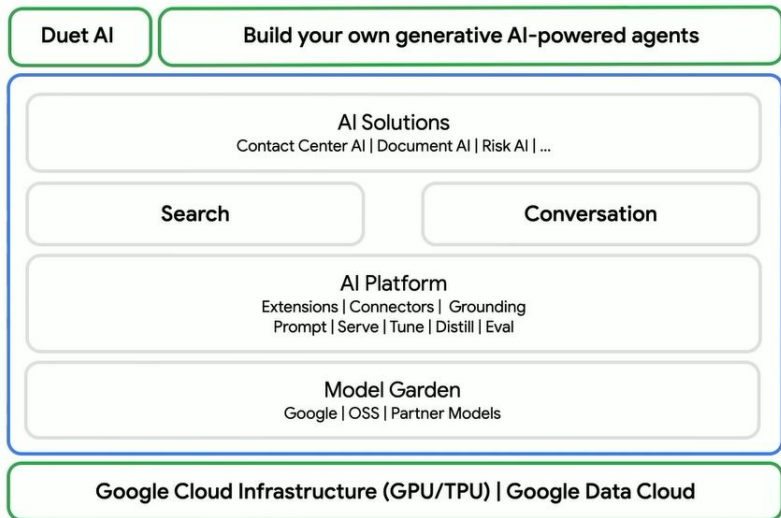 Duet AI
Build your own generative AI-powered agents
AI Solutions
Contact Center AI | Document AI | Risk AI | ...
Search
Conversation
AI Platform
Extensions | Connectors | Grounding
Prompt | Serve | Tune | Distill | Eval
Model Garden
Google | OSS | Partner Models
Google Cloud Infrastructure (GPU/TPU) | Google Data Cloud